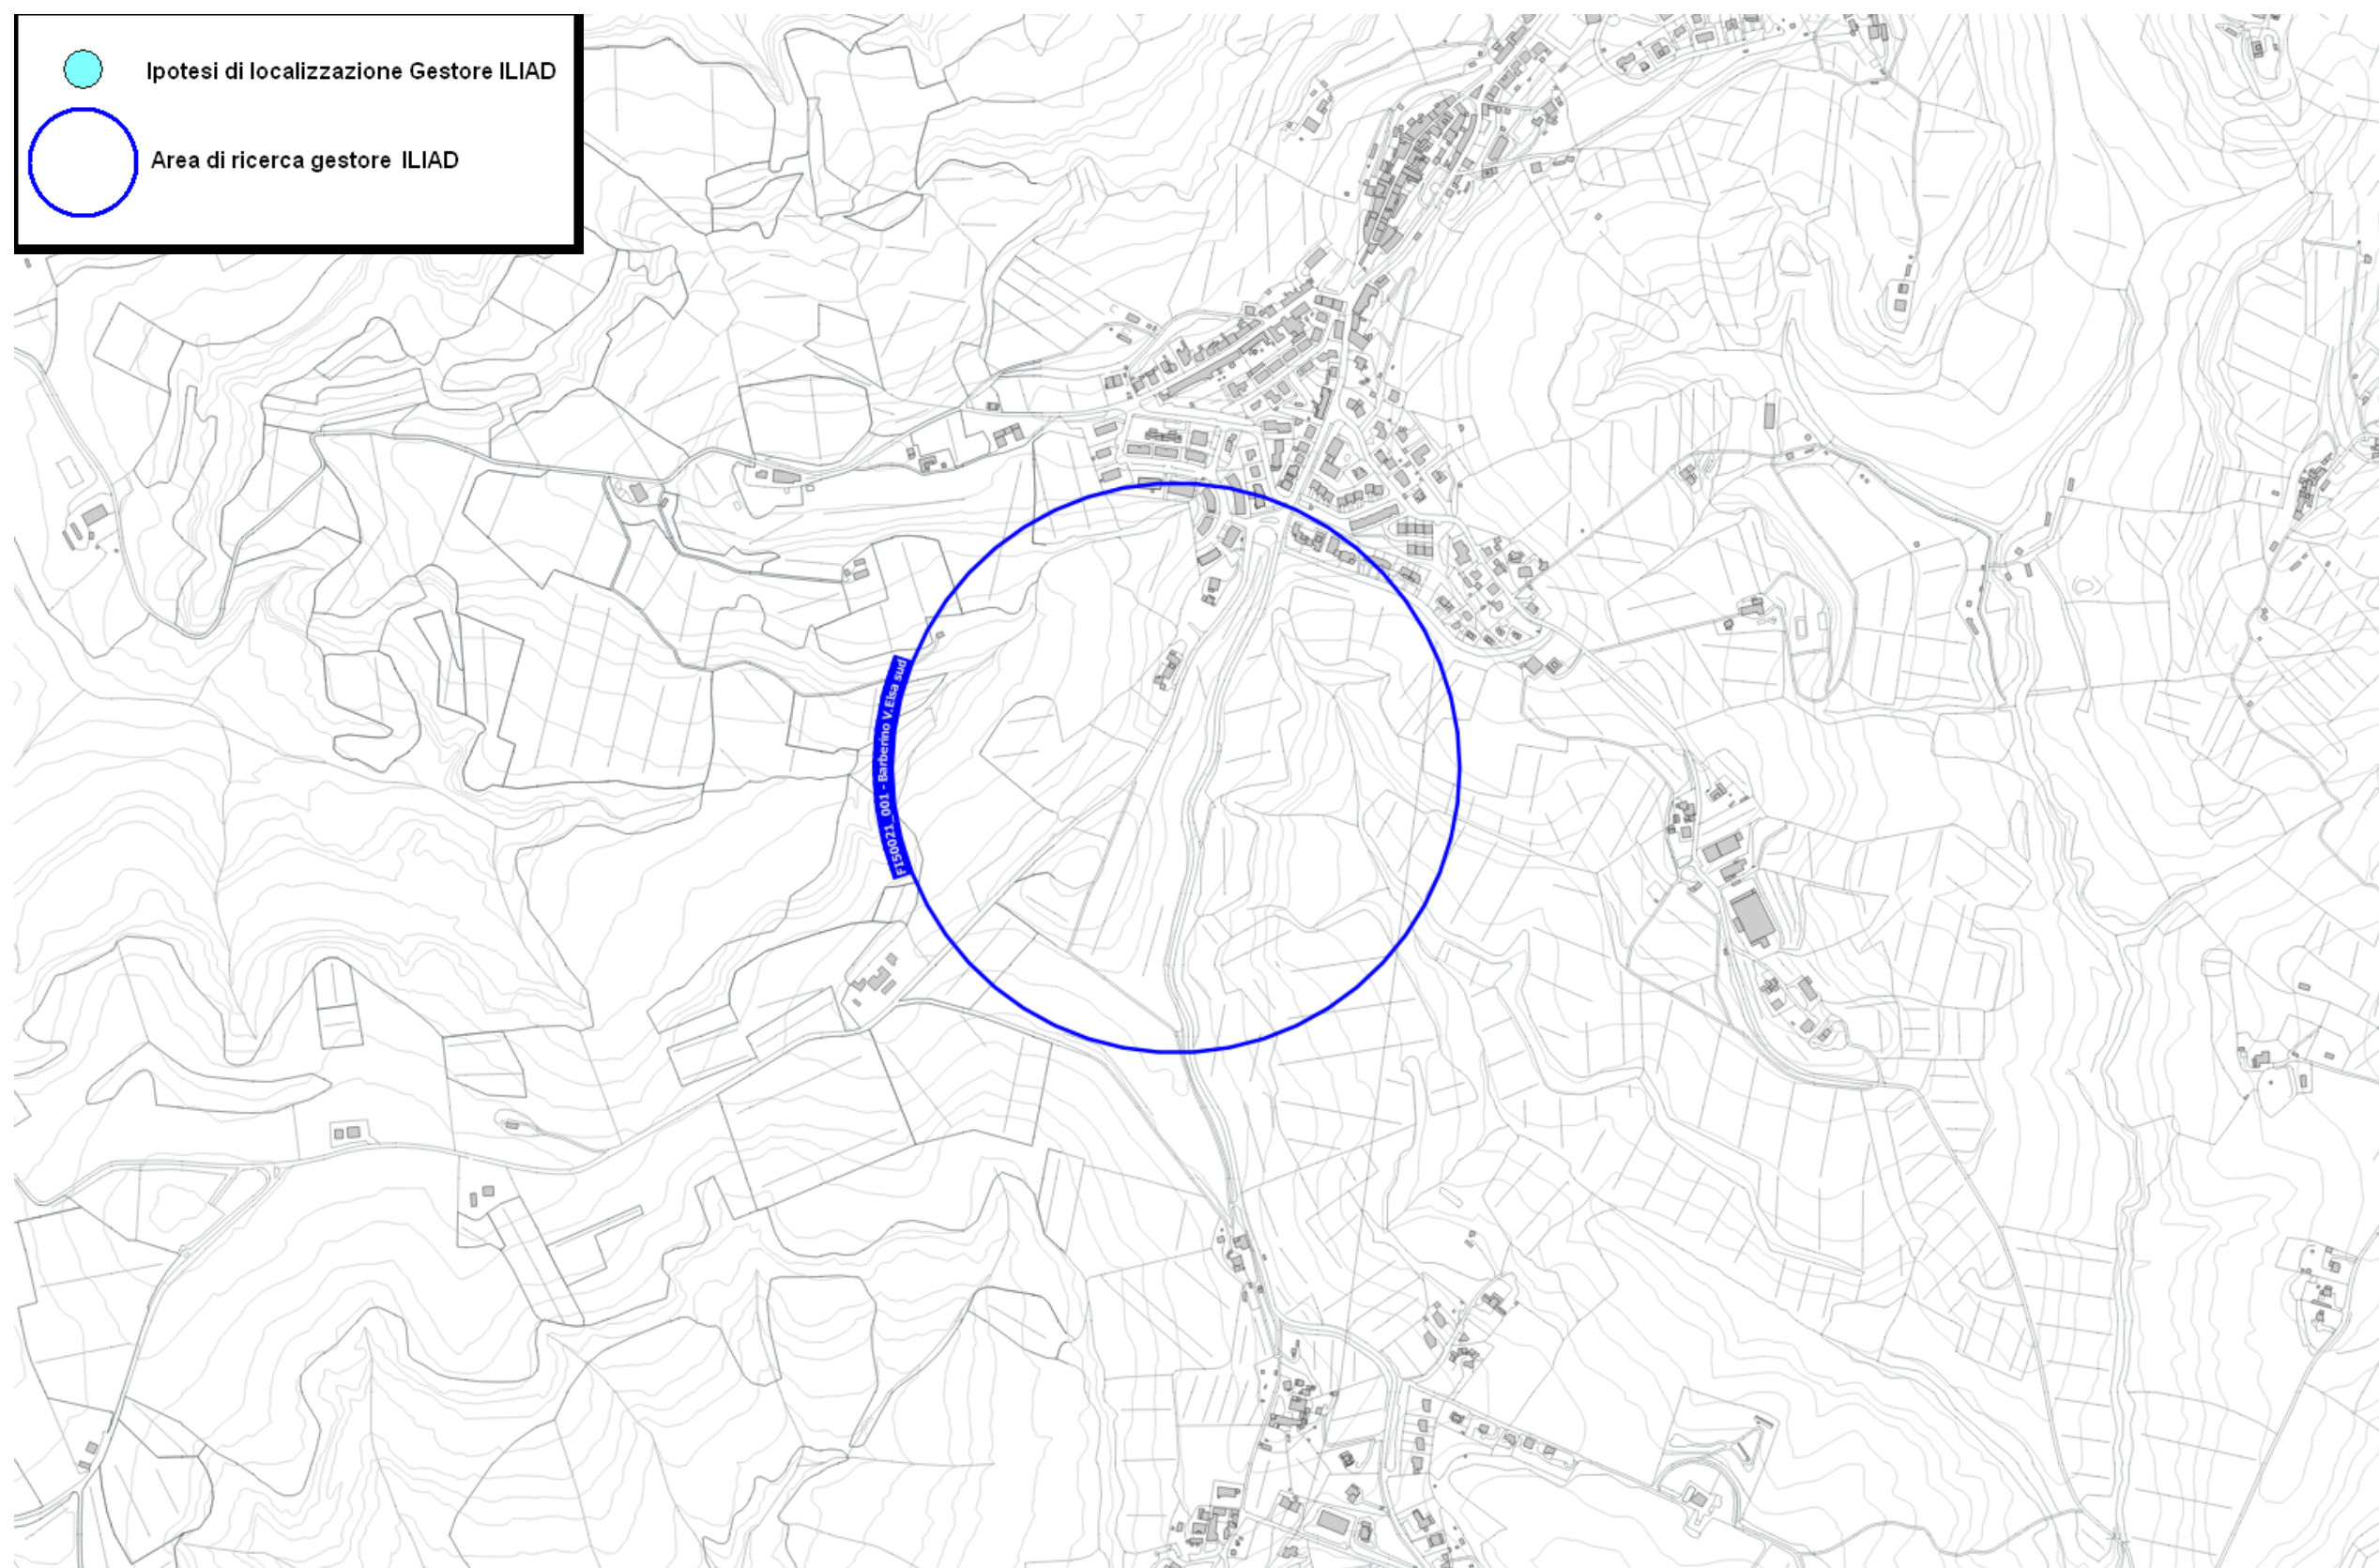 Ipotesi di localizzazione Gestore ILIAD
Area di ricerca gestore ILIAD
FI50021_001 - Barberino V.Elsa sud